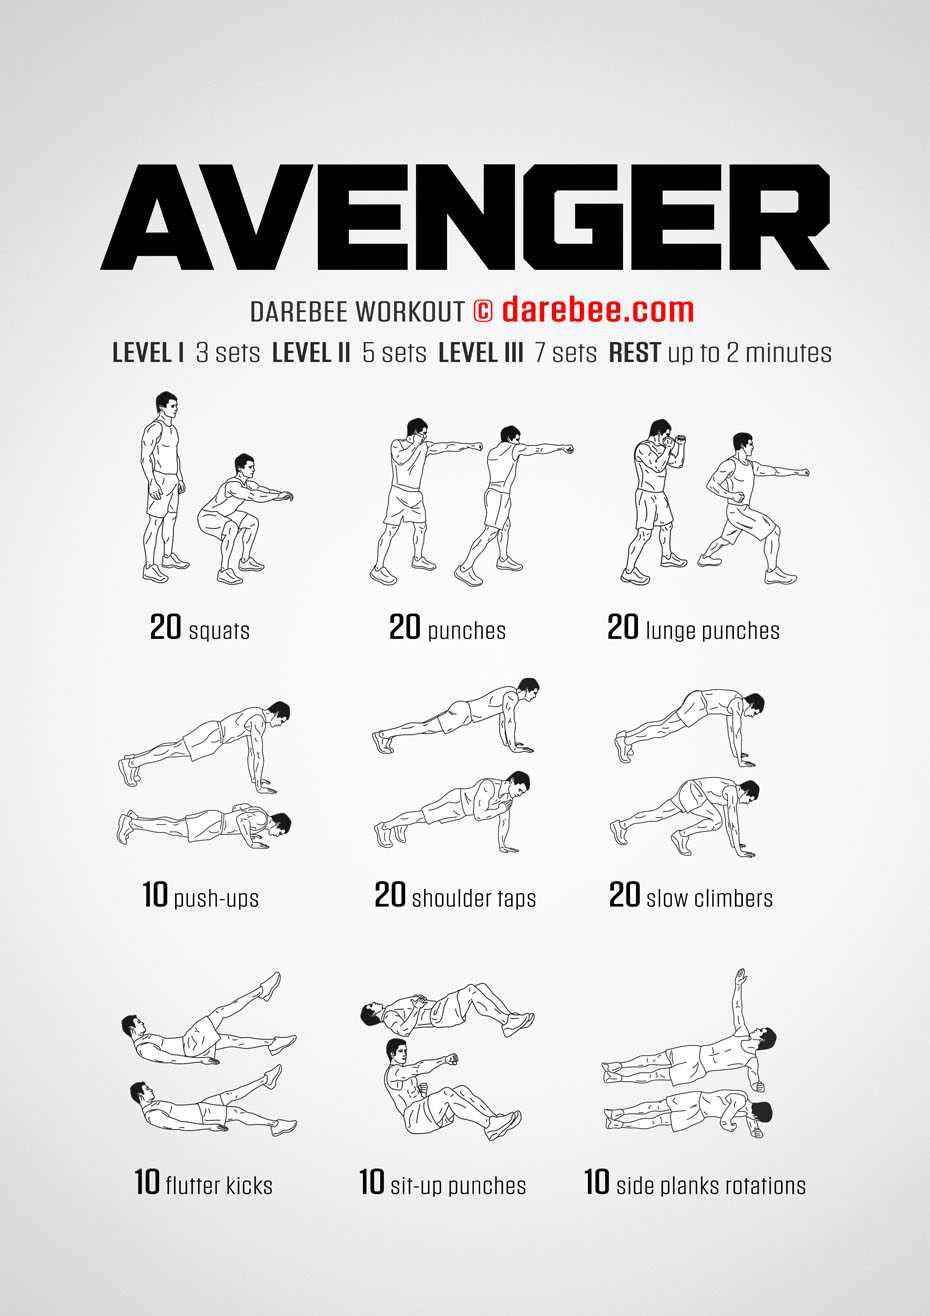 AVENGER
DAREBEE WORKOUT © darebee.com
LEVEL I 3 sets LEVEL II 5 sets LEVEL III 7 sets REST up to 2 minutes
20 squats
20 punches
20 lunge punches
10 push-ups
20 shoulder taps
20 slow climbers
10 flutter kicks
10 sit-up punches
10 side planks rotations